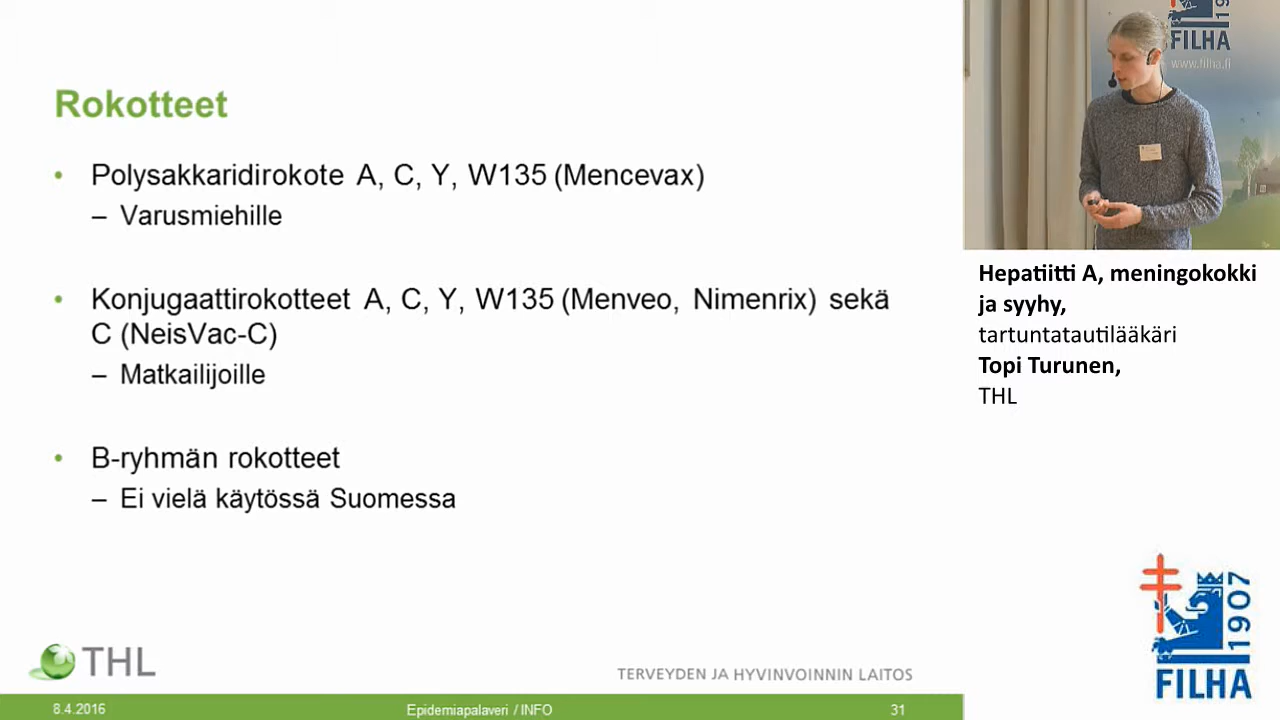 Rokotteet
• Polysakkaridirokote A, C, Y, W135 (Mencevax)
– Varusmiehille
• Konjugaattirokotteet A, C, Y, W135 (Menveo, Nimenrix) sekä
C (NeisVac-C)
– Matkailijoille
• B-ryhmän rokotteet
– Ei vielä käytössä Suomessa
THL
TERVEYDEN JA HYVINVOINNIN LAITOS
8.4.2016
Epidemiapalaveri / INFO
31
FILHA
www.filha.fi
Hepatiitti A, meningokokki
ja syyhy,
tartuntatautilääkäri
Topi Turunen,
THL
1907
FILHA